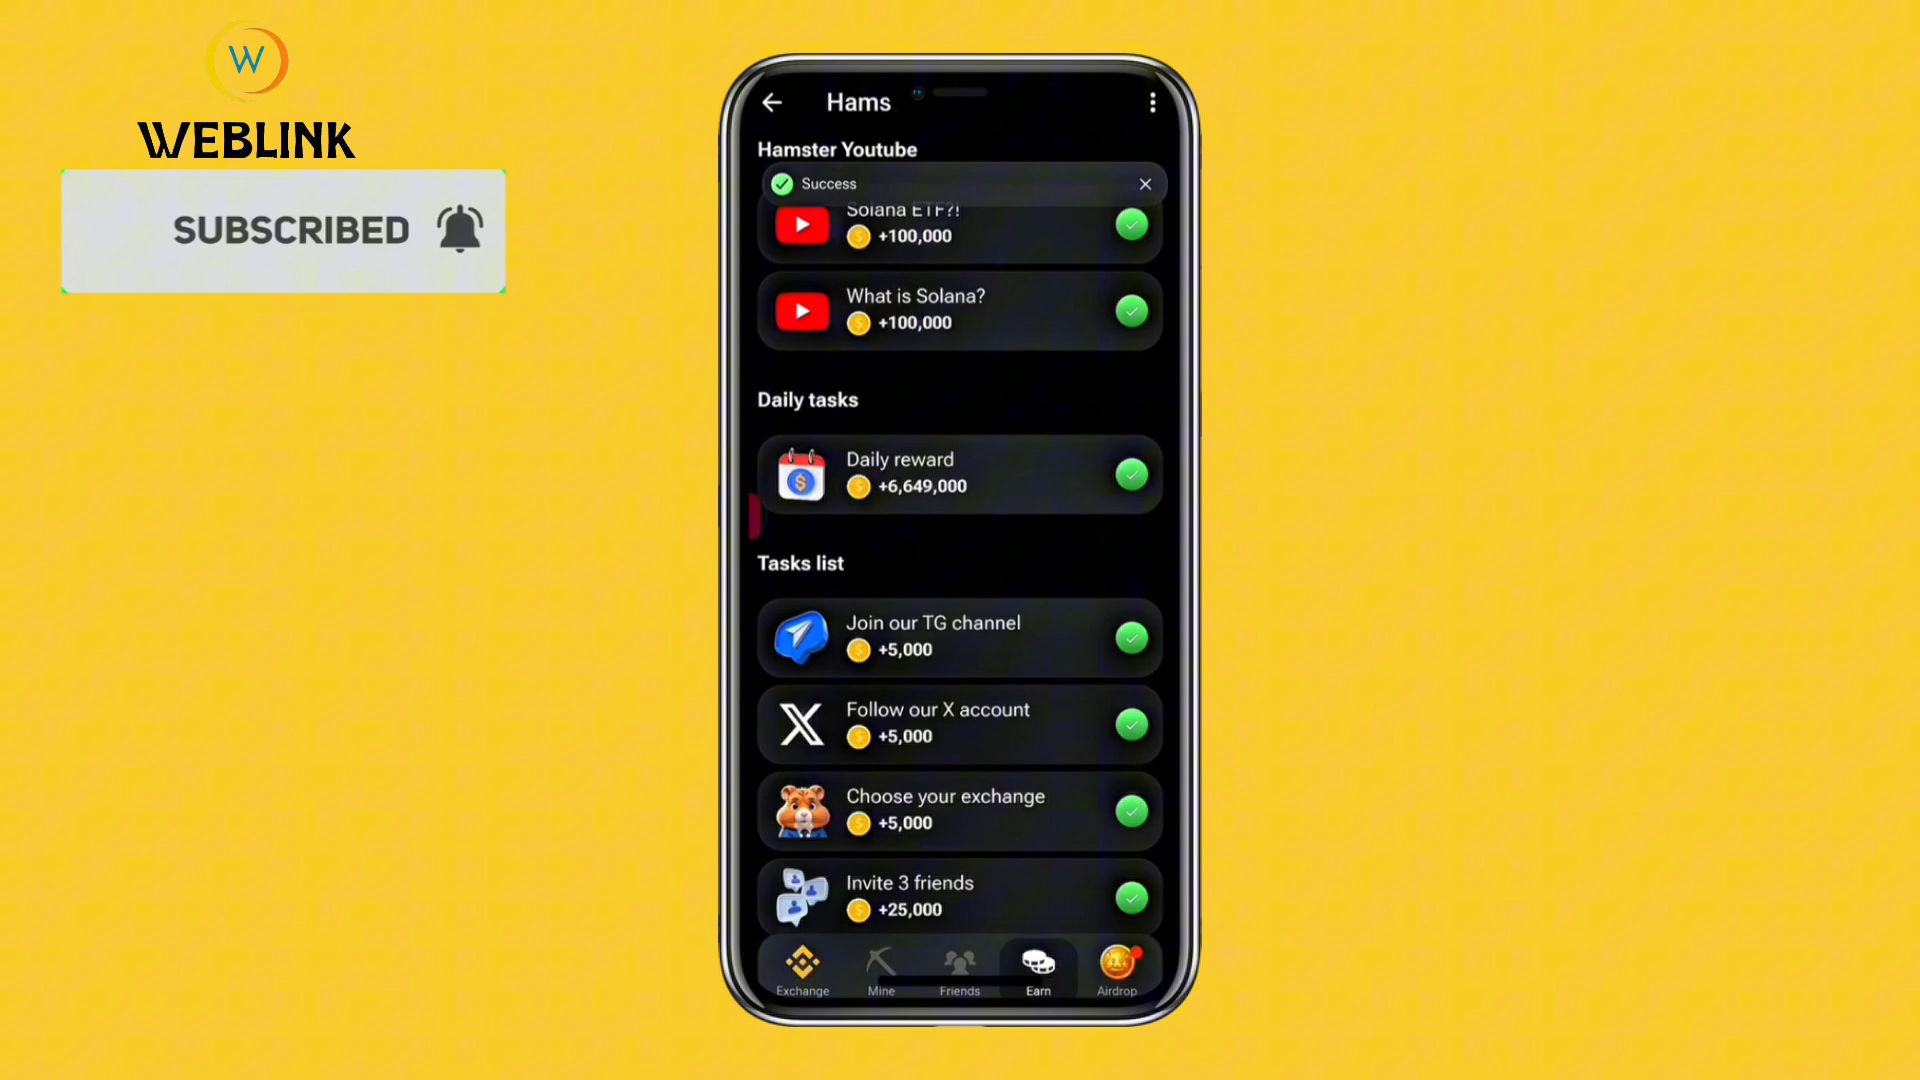 W
WEBLINK
SUBSCRIBED
Hams
Hamster Youtube
Success
Solana ETF?!
+100,000
What is Solana?
+100,000
Daily tasks
Daily reward
+6,649,000
Tasks list
Join our TG channel
+5,000
Follow our X account
+5,000
Choose your exchange
+5,000
Invite 3 friends
+25,000
Exchange
Mine
Friends
Earn
Airdrop